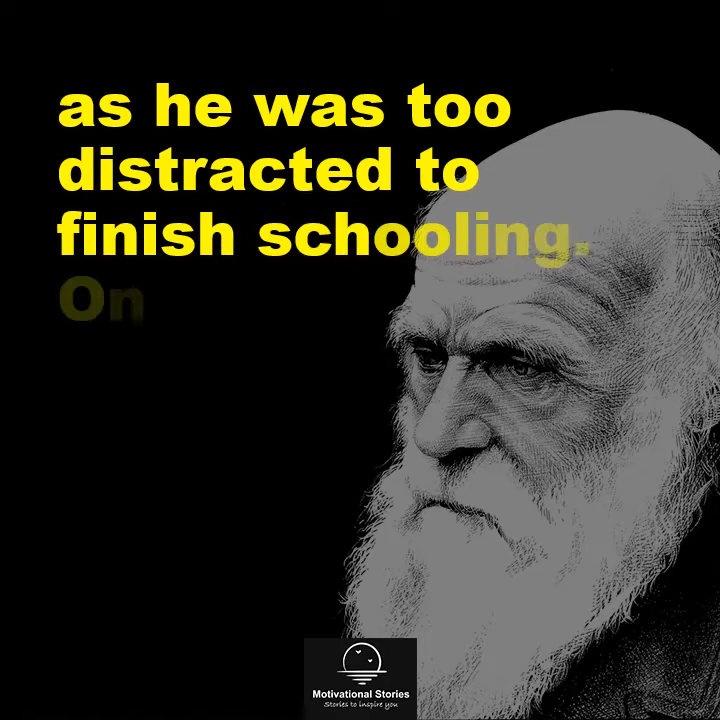 as he was too
distracted to
finish schooling.
On
Motivational Stories
Stories to inspire you